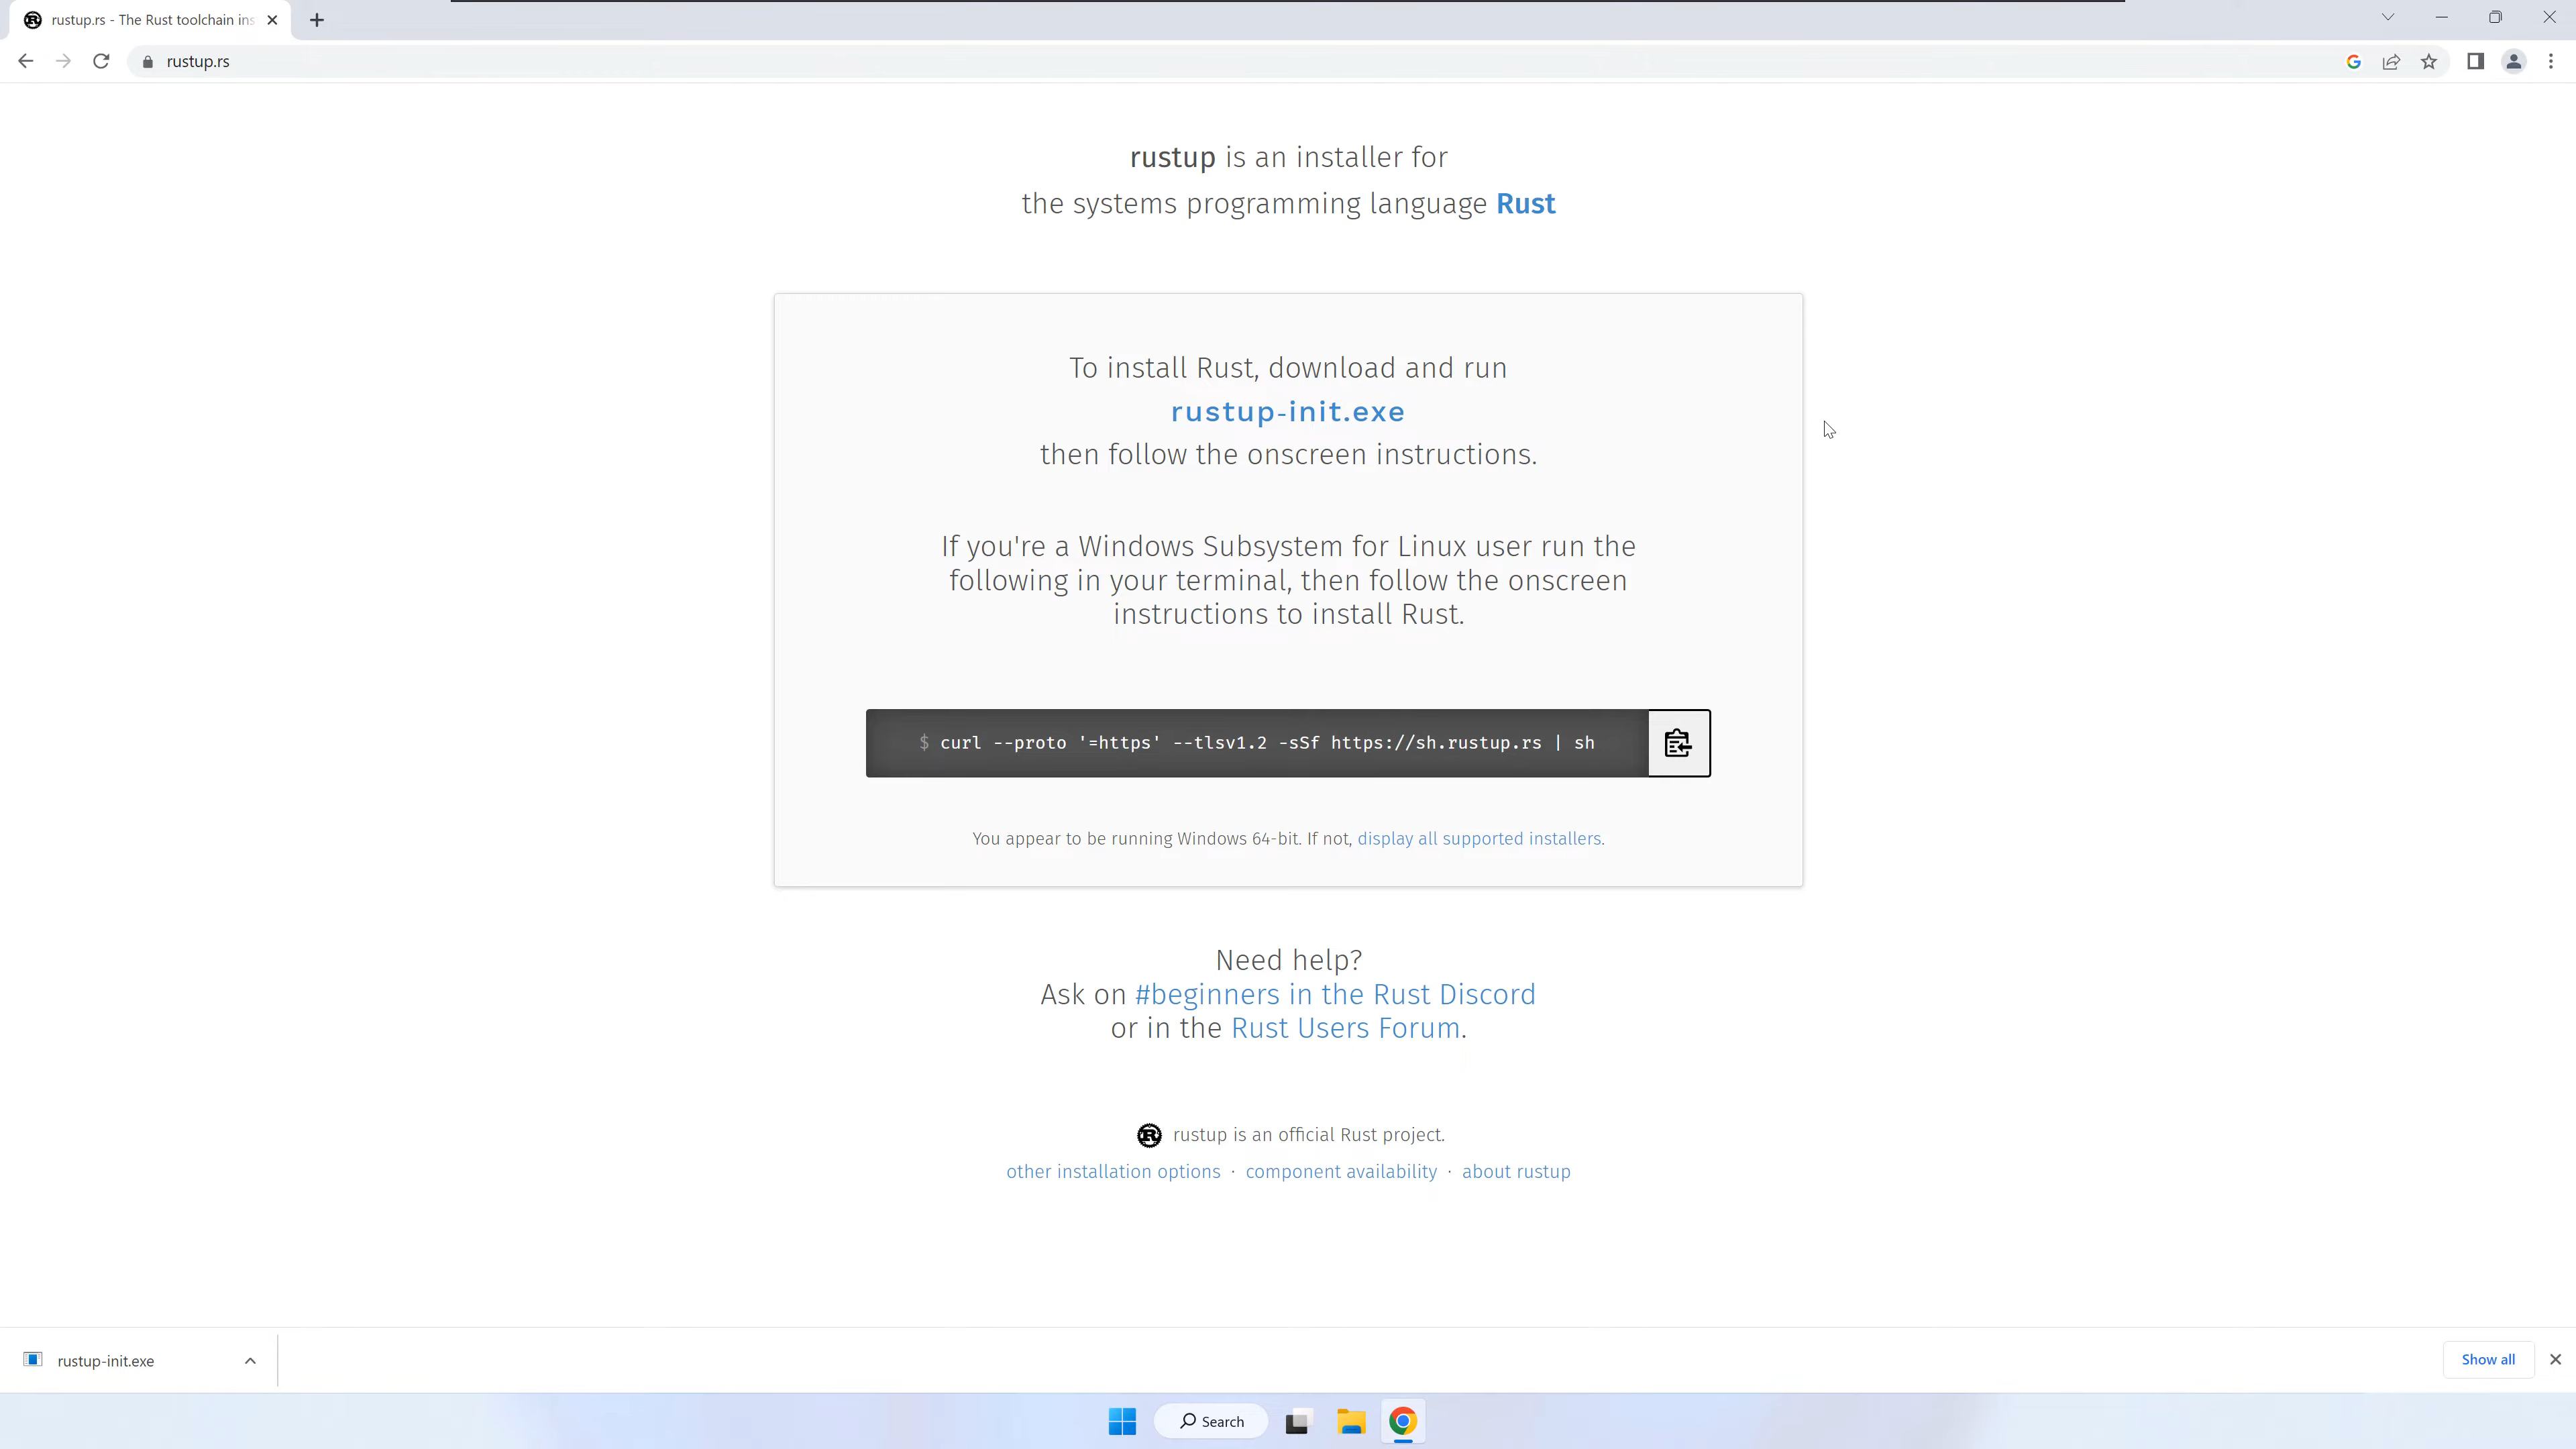 rustup.rs - The Rust toolchain ins
rustup.rs
rustup is an installer for
the systems programming language Rust
To install Rust, download and run
rustup-init.exe
then follow the onscreen instructions.
If you're a Windows Subsystem for Linux user run the
following in your terminal, then follow the onscreen
instructions to install Rust.
$ curl --proto '=https' --tlsv1.2 -sSf https://sh.rustup.rs | sh
You appear to be running Windows 64-bit. If not, display all supported installers.
Need help?
Ask on #beginners in the Rust Discord
or in the Rust Users Forum.
rustup is an official Rust project.
other installation options · component availability · about rustup
rustup-init.exe
Show all
Search